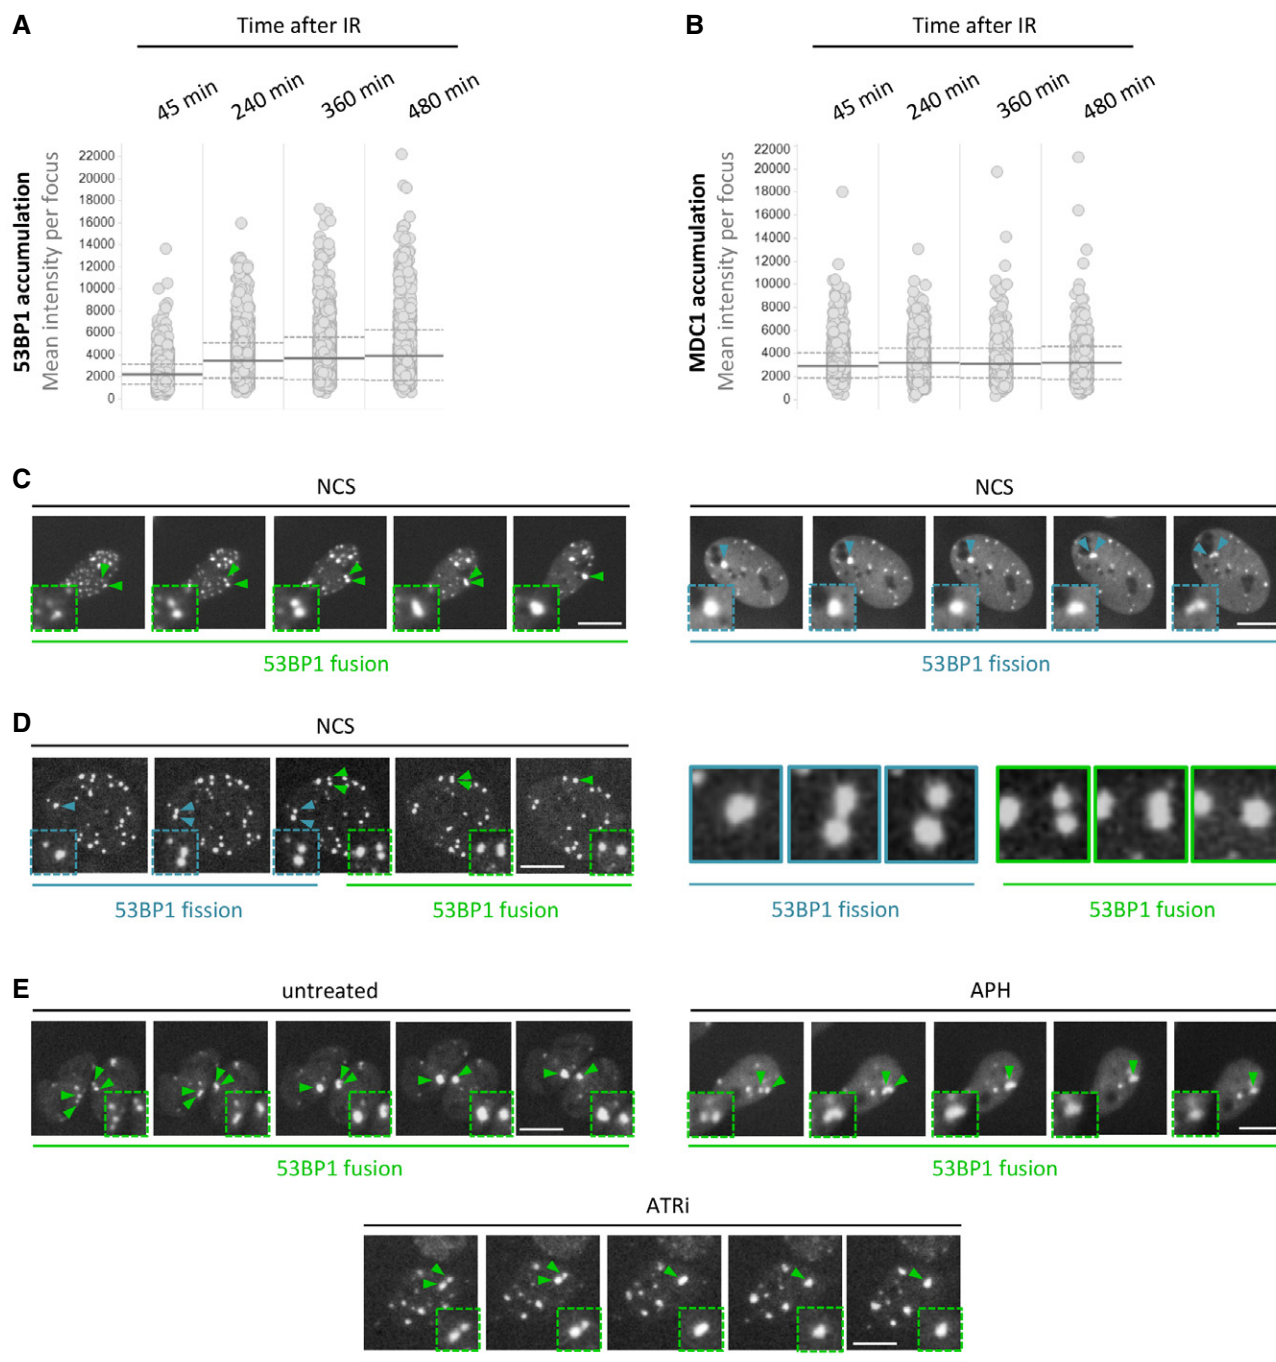 A
Time after IR
45 min
240 min
360 min
480 min
53BP1 accumulation
Mean intensity per focus
22000
20000
18000
16000
14000
12000
10000
8000
6000
4000
2000
0
B
Time after IR
45 min
240 min
360 min
480 min
MDC1 accumulation
Mean intensity per focus
22000
20000
18000
16000
14000
12000
10000
8000
6000
4000
2000
0
C
NCS
53BP1 fusion
NCS
53BP1 fission
D
NCS
53BP1 fission
53BP1 fusion
53BP1 fission
53BP1 fusion
E
untreated
53BP1 fusion
APH
53BP1 fusion
ATRi